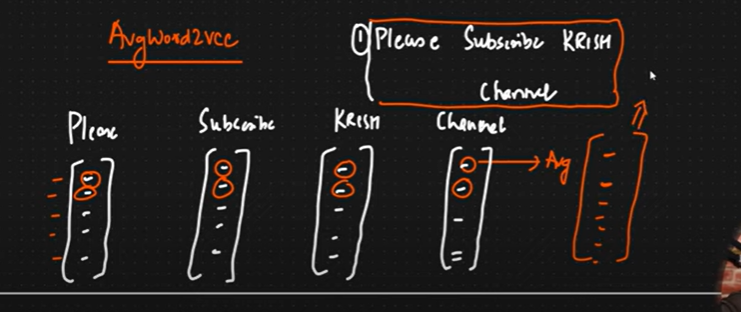 AvgWord2vec
① Please Subscribe KRISH
Channel
Please Subscribe KRISH Channel
Avg